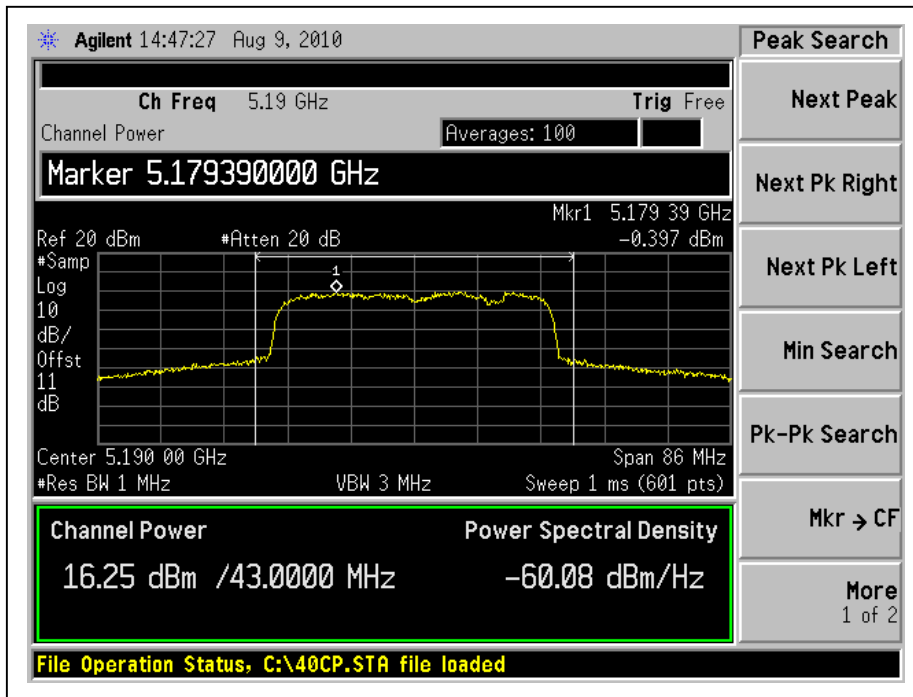 Agilent 14:47:27 Aug 9, 2010
Peak Search
Ch Freq 5.19 GHz Trig Free
Channel Power Averages: 100
Marker 5.179390000 GHz
Mkr1 5.179 39 GHz
Ref 20 dBm #Atten 20 dB -0.397 dBm
#Samp
Log
10
dB/
Offst
11
dB
1
Center 5.190 00 GHz Span 86 MHz
#Res BW 1 MHz VBW 3 MHz Sweep 1 ms (601 pts)
Channel Power Power Spectral Density
16.25 dBm /43.0000 MHz -60.08 dBm/Hz
File Operation Status, C:\40CP.STA file loaded
Next Peak
Next Pk Right
Next Pk Left
Min Search
Pk-Pk Search
Mkr → CF
More
1 of 2